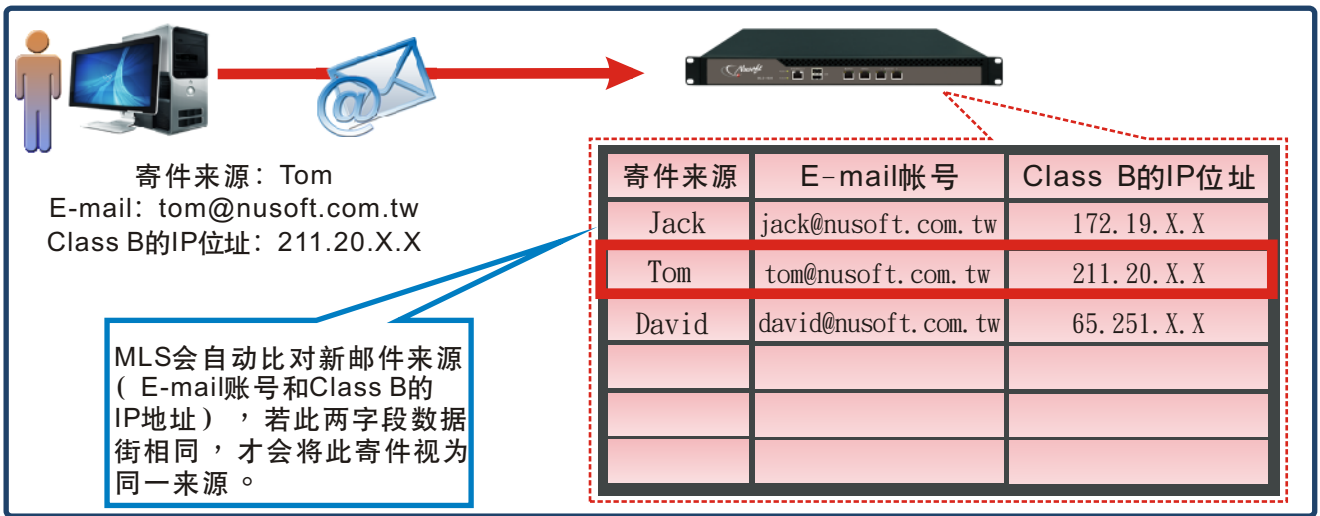 Nusoft
寄件来源：Tom
E-mail：tom@nusoft.com.tw
Class B的IP位址：211.20.X.X
MLS会自动比对新邮件来源
（E-mail账号和Class B的
IP地址），若此两字段数据
街相同，才会将此寄件视为
同一来源。
寄件来源 E-mail帐号 Class B的IP位址
Jack jack@nusoft.com.tw 172.19.X.X
Tom tom@nusoft.com.tw 211.20.X.X
David david@nusoft.com.tw 65.251.X.X